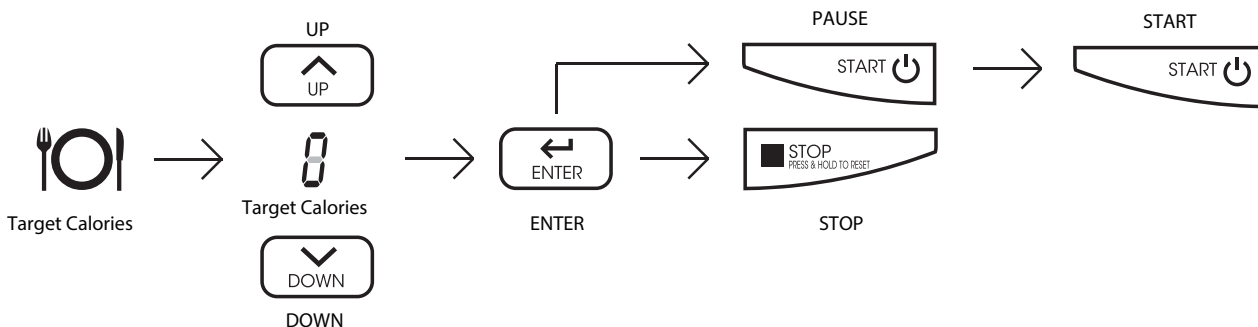 UP
UP
0
Target Calories
Target Calories
DOWN
DOWN
ENTER
ENTER
PAUSE
START
START
START
STOP
PRESS & HOLD TO RESET
STOP